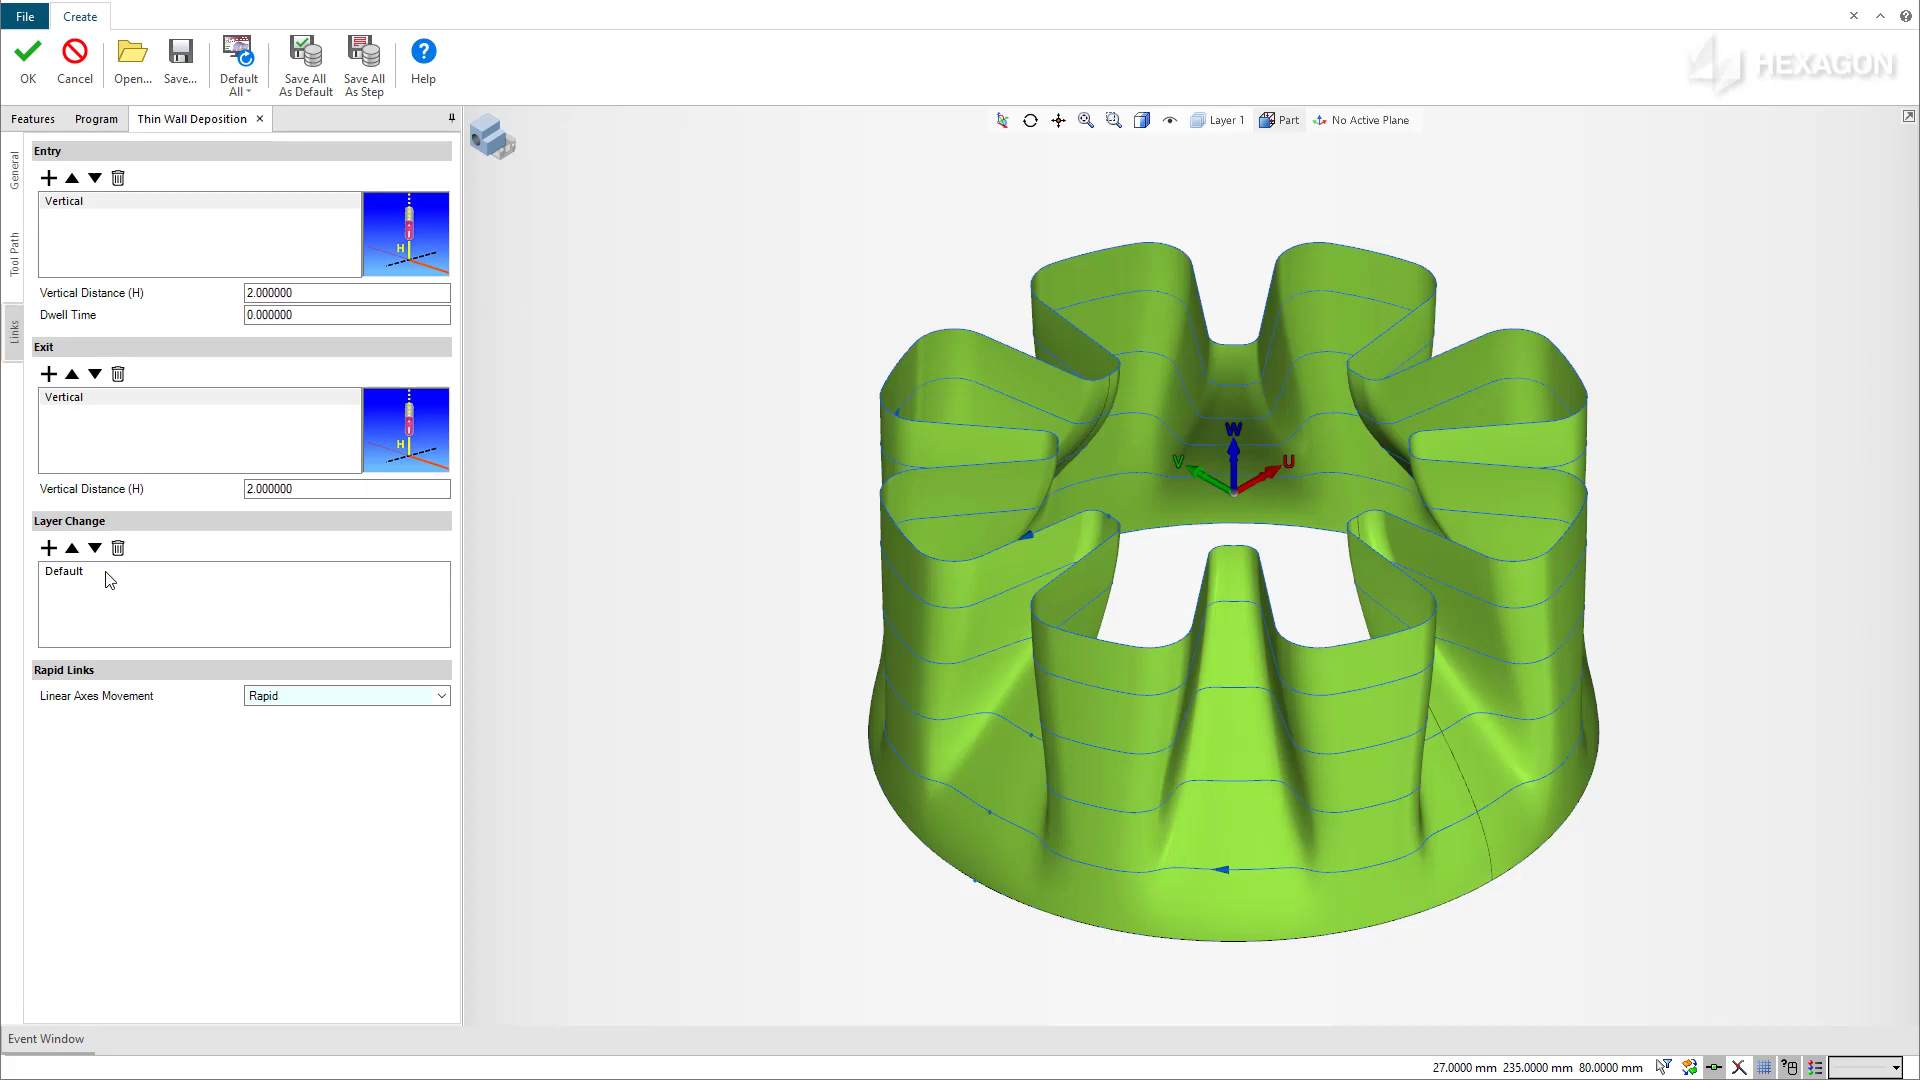 File
Create
OK
Cancel
Open...
Save...
Default
All
Save All
As Default
Save All
As Step
Help
HEXAGON
Features
Program
Thin Wall Deposition
Layer 1
Part
No Active Plane
General
Tool Path
Links
Entry
Vertical
H
Vertical Distance (H)
2.000000
Dwell Time
0.000000
Exit
Vertical
H
Vertical Distance (H)
2.000000
Layer Change
Default
Rapid Links
Linear Axes Movement
Rapid
W
V
U
Event Window
27.0000 mm 235.0000 mm 80.0000 mm